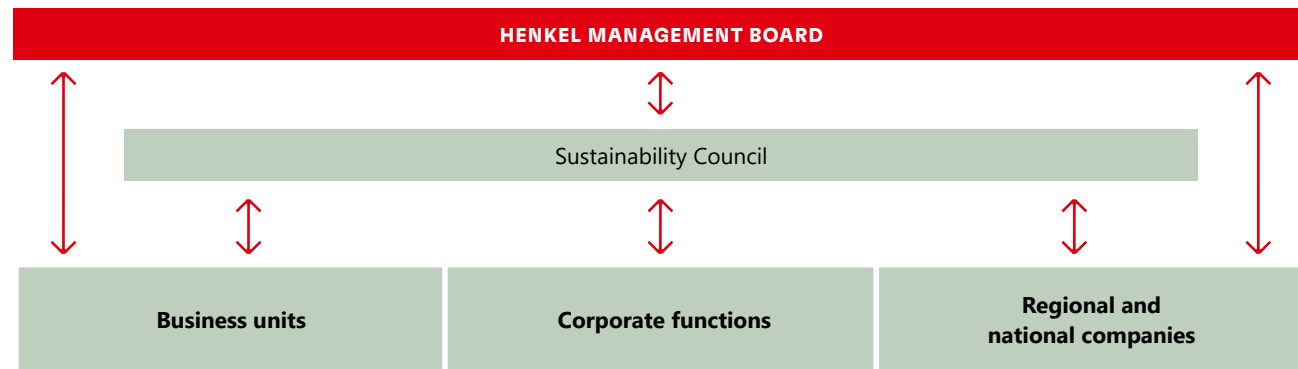 HENKEL MANAGEMENT BOARD
Sustainability Council
Business units
Corporate functions
Regional and
national companies